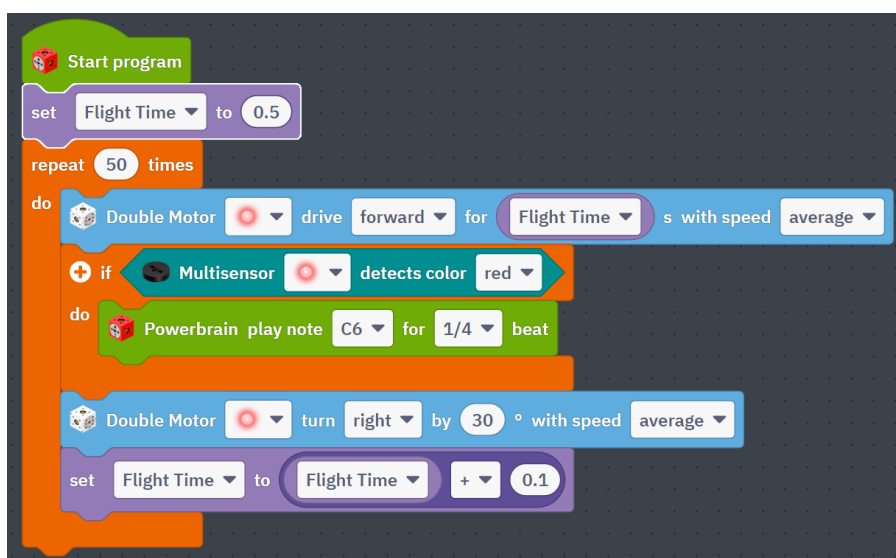 Start program
set Flight Time to 0.5
repeat 50 times
do Double Motor drive forward for Flight Time s with speed average
if Multisensor detects color red
do Powerbrain play note C6 for 1/4 beat
Double Motor turn right by 30 ° with speed average
set Flight Time to Flight Time + 0.1